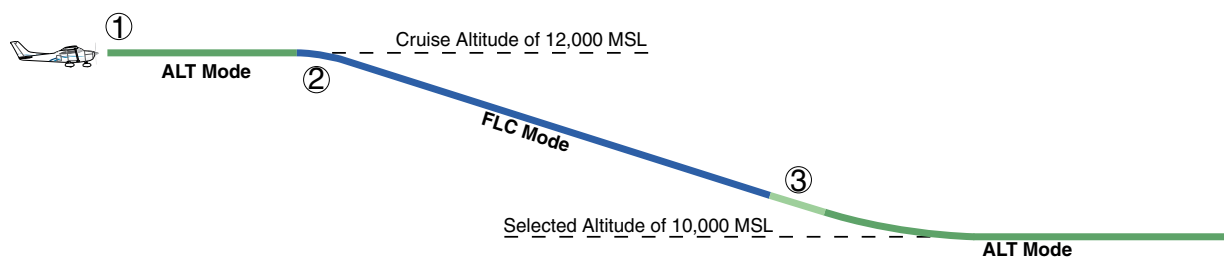 ①
Cruise Altitude of 12,000 MSL
ALT Mode
②
FLC Mode
③
Selected Altitude of 10,000 MSL
ALT Mode